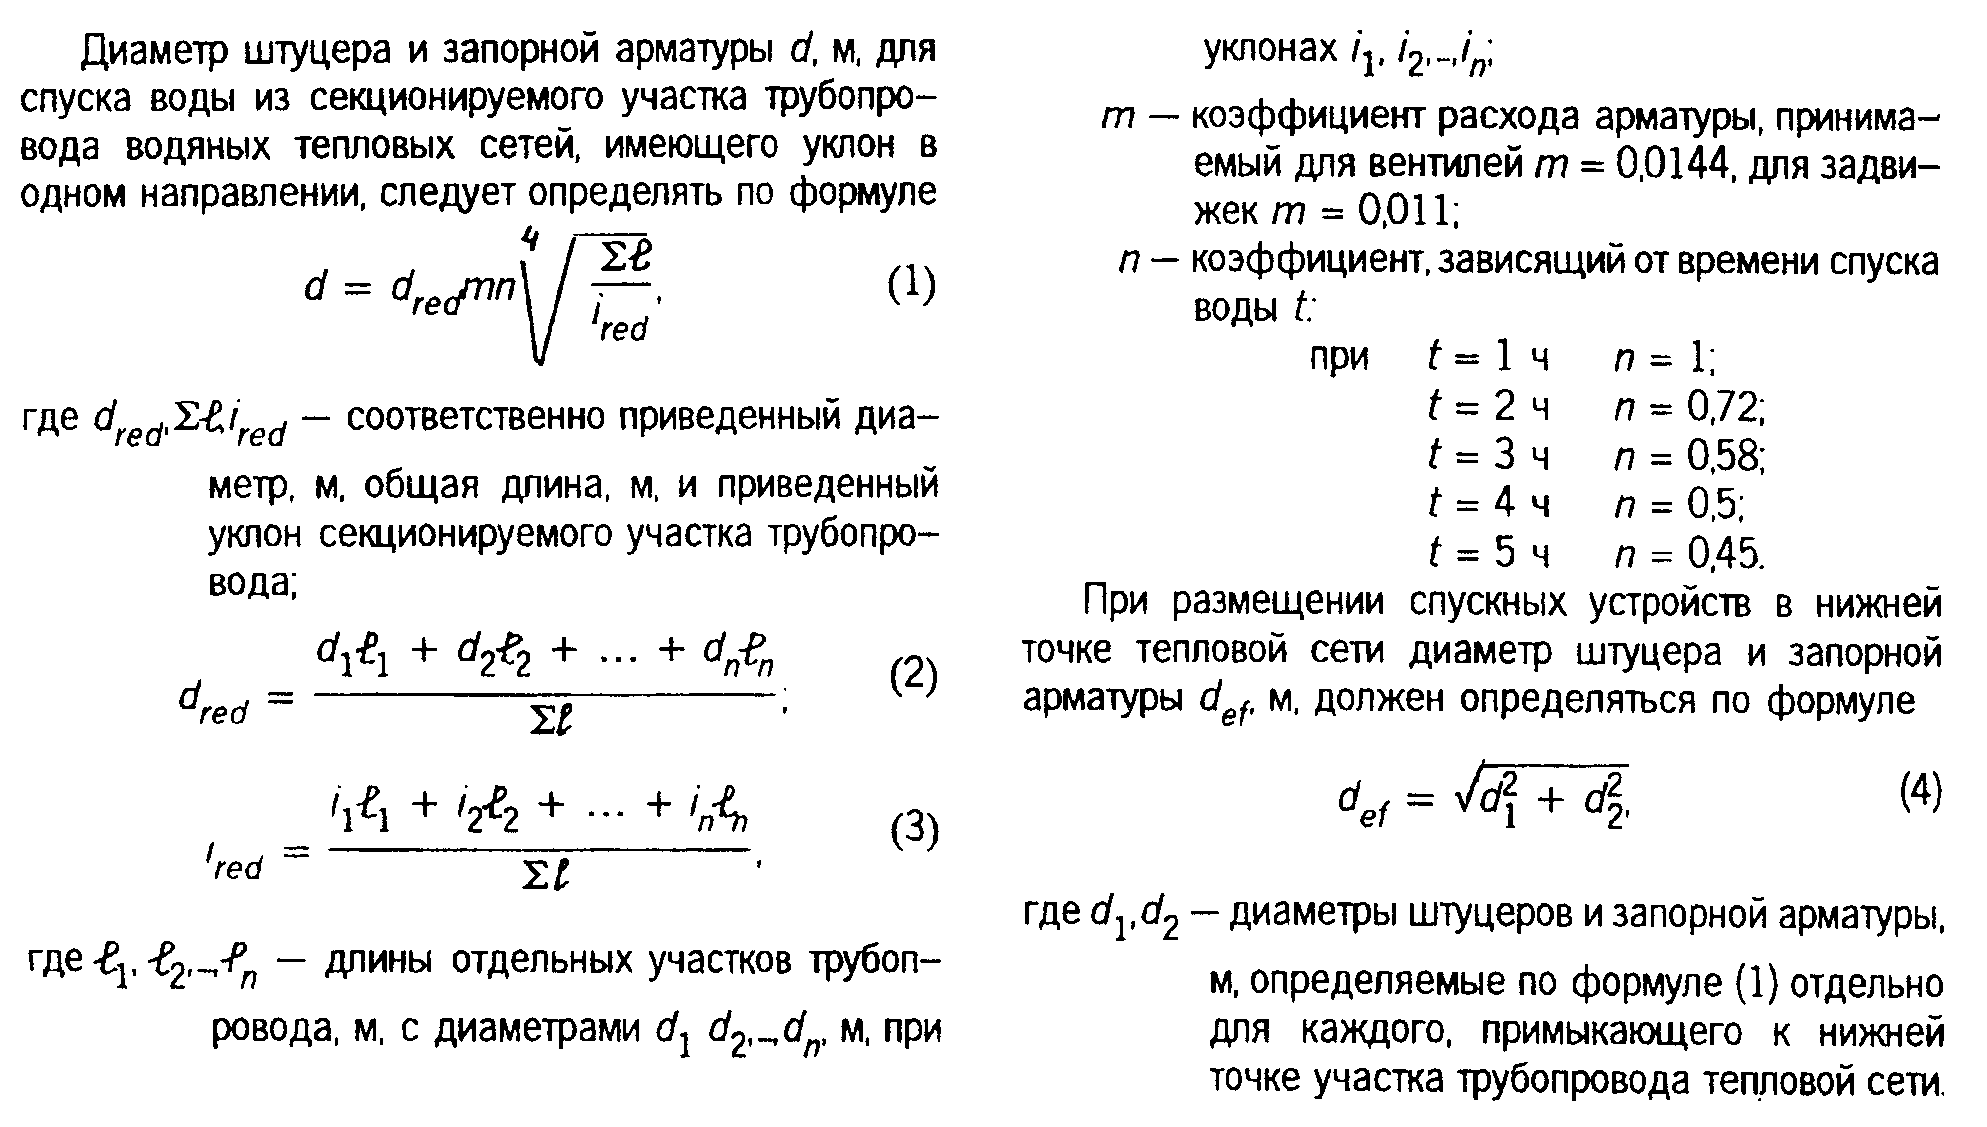 Диаметр штуцера и запорной арматуры d, м, для
спуска воды из секционируемого участка трубопро–
вода водяных тепловых сетей, имеющего уклон в
одном направлении, следует определять по формуле
d = d_red mn ⁴√(Σℓ / i_red), (1)
где d_red, Σℓ, i_red — соответственно приведенный диа–
метр, м, общая длина, м, и приведенный
уклон секционируемого участка трубопро–
вода;
d_red = (d₁ℓ₁ + d₂ℓ₂ + ... + dₙℓₙ) / Σℓ ; (2)
i_red = (i₁ℓ₁ + i₂ℓ₂ + ... + iₙℓₙ) / Σℓ , (3)
где ℓ₁, ℓ₂,..., ℓₙ — длины отдельных участков трубоп–
ровода, м, с диаметрами d₁ d₂,..., dₙ, м, при
уклонах i₁, i₂,..., iₙ;
m — коэффициент расхода арматуры, принима–
емый для вентилей m = 0,0144, для задви–
жек m = 0,011;
n — коэффициент, зависящий от времени спуска
воды t:
при t = 1 ч n = 1;
t = 2 ч n = 0,72;
t = 3 ч n = 0,58;
t = 4 ч n = 0,5;
t = 5 ч n = 0,45.
При размещении спускных устройств в нижней
точке тепловой сети диаметр штуцера и запорной
арматуры d_ef, м, должен определяться по формуле
d_ef = √(d₁² + d₂²), (4)
где d₁, d₂ — диаметры штуцеров и запорной арматуры,
м, определяемые по формуле (1) отдельно
для каждого, примыкающего к нижней
точке участка трубопровода тепловой сети.